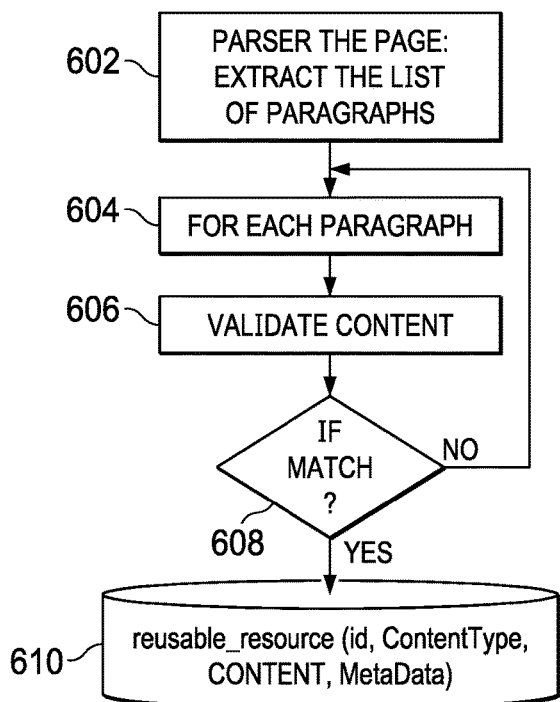 602
PARSER THE PAGE:
EXTRACT THE LIST
OF PARAGRAPHS
604
FOR EACH PARAGRAPH
606
VALIDATE CONTENT
IF
MATCH
?
NO
608
YES
610
reusable_resource (id, ContentType,
CONTENT, MetaData)